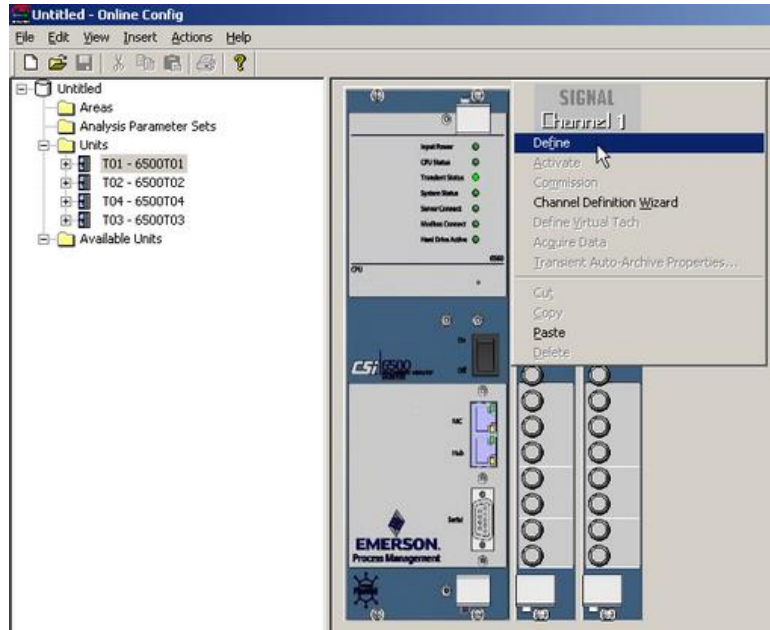 Untitled - Online Config
File Edit View Insert Actions Help
Untitled
Areas
Analysis Parameter Sets
Units
T01 - 6500T01
T02 - 6500T02
T04 - 6500T04
T03 - 6500T03
Available Units
SIGNAL
Channel 1
Define
Activate
Commission
Channel Definition Wizard
Define Virtual Tach
Acquire Data
Transient Auto-Archive Properties...
Cut
Copy
Paste
Delete
Input Power
CPU Status
Transient Status
System Status
Server Connect
Modbus Connect
Hard Drive Active
6560
CPU
On
Off
CSi 6500
NIC
Hub
Serial
EMERSON.
Process Management